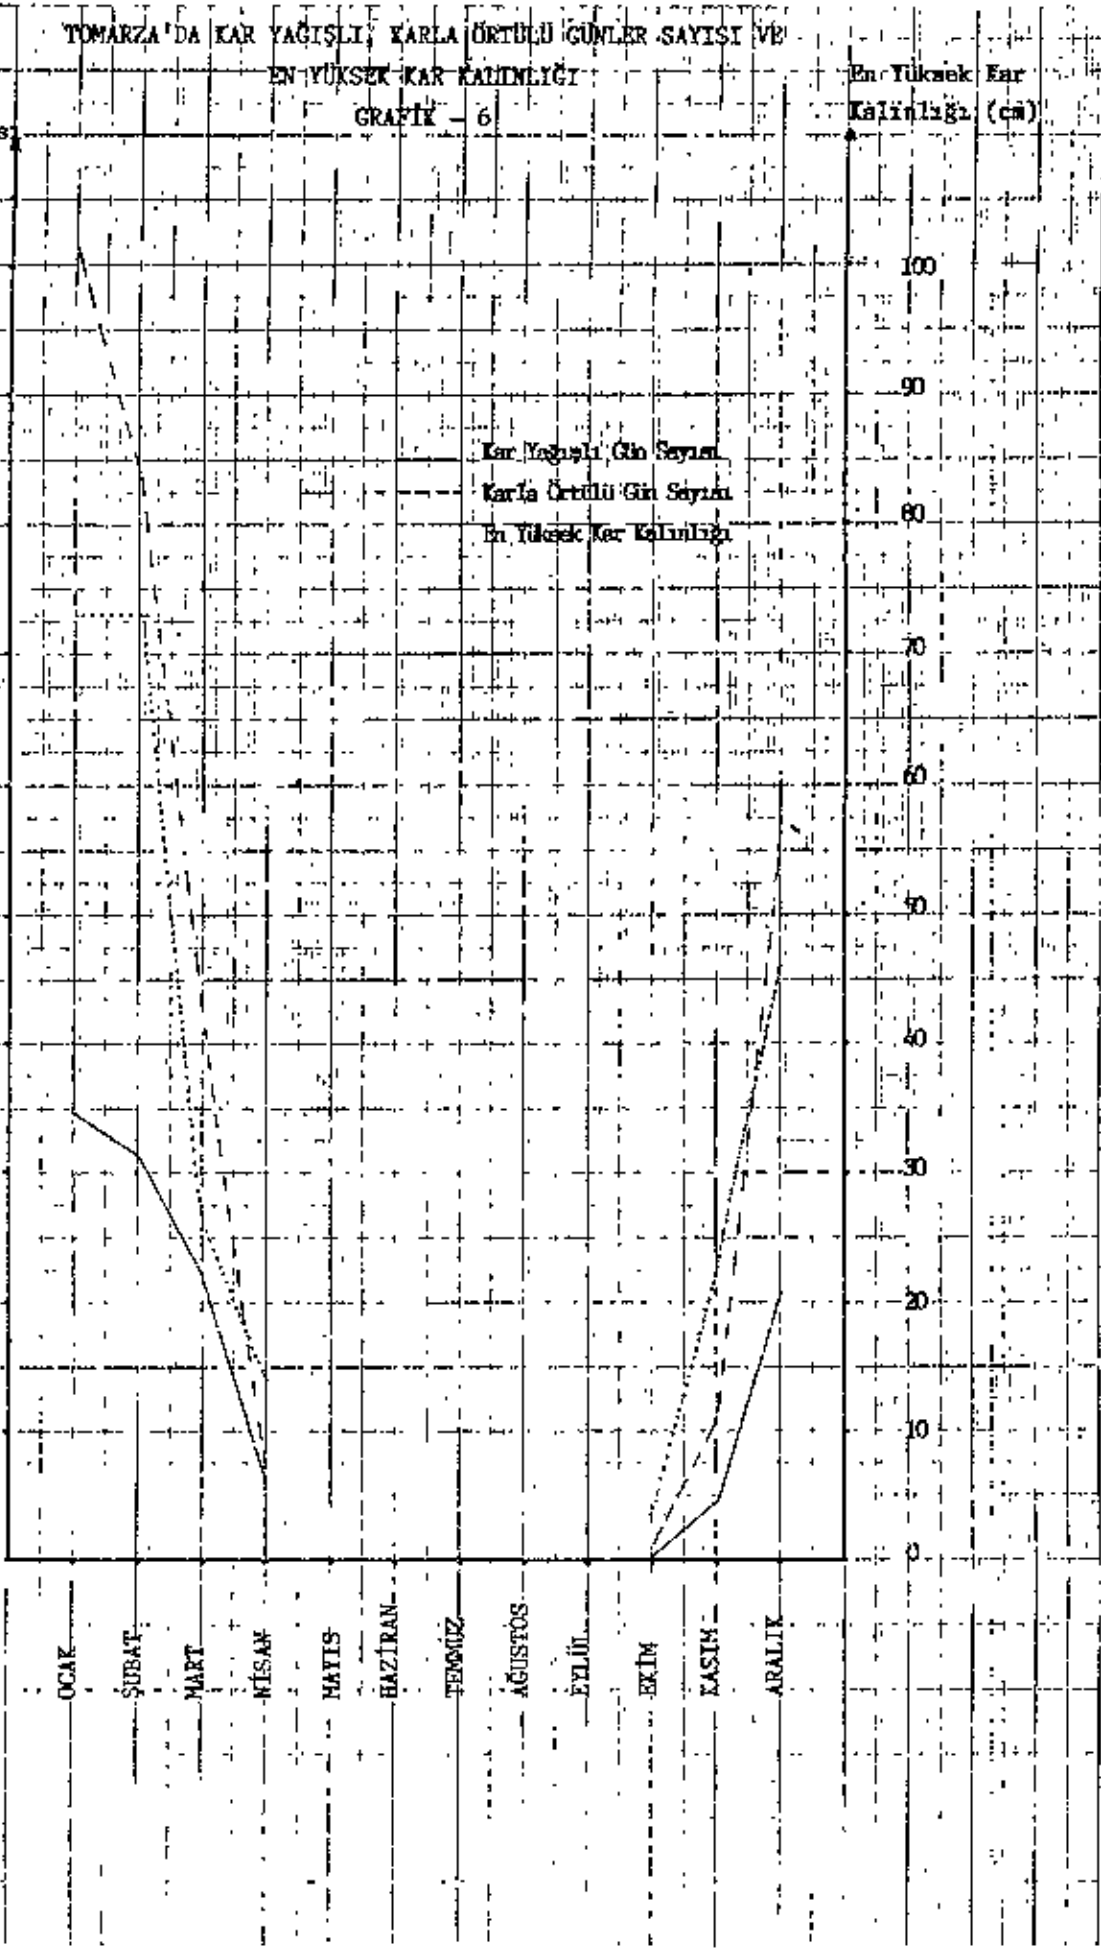 TOMARZA'DA KAR YAĞIŞLI, KARLA ÖRTÜLÜ GÜNLER SAYISI VE
EN YÜKSEK KAR KALINLIĞI
GRAFİK - 6
En Yüksek Kar
Kalınlığı (cm)
100
90
Kar Yağışlı Gün Sayısı
Karla Örtülü Gün Sayısı
80
En Yüksek Kar Kalınlığı
70
60
50
40
30
20
10
0
OCAK
ŞUBAT
MART
NİSAN
MAYIS
HAZİRAN
TEMMUZ
AĞUSTOS
EYLÜL
EKİM
KASIM
ARALIK